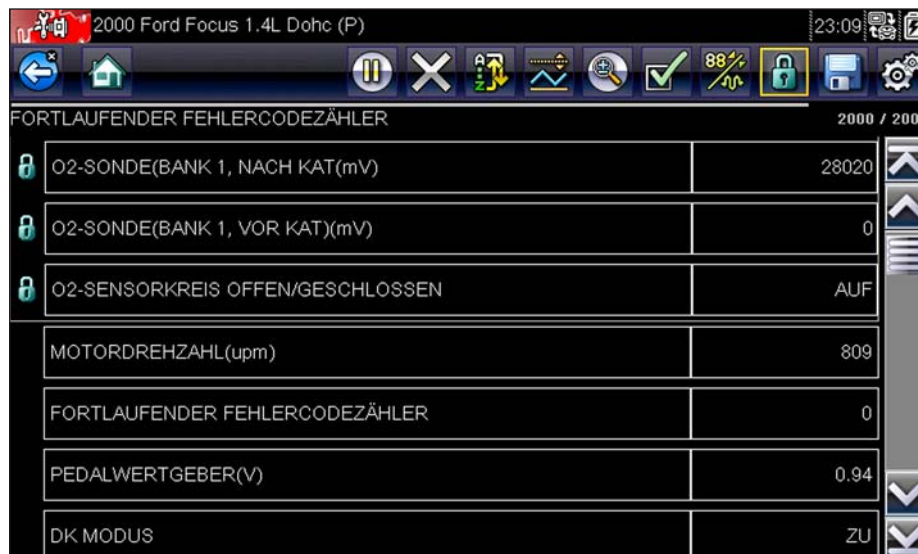 2000 Ford Focus 1.4L Dohc (P)
23:09
FORTLAUFENDER FEHLERCODEZÄHLER
2000 / 200
O2-SONDE(BANK 1, NACH KAT(mV)
28020
O2-SONDE(BANK 1, VOR KAT)(mV)
0
O2-SENSORKREIS OFFEN/GESCHLOSSEN
AUF
MOTORDREHZAHL(upm)
809
FORTLAUFENDER FEHLERCODEZÄHLER
0
PEDALWERTGEBER(V)
0.94
DK MODUS
ZU